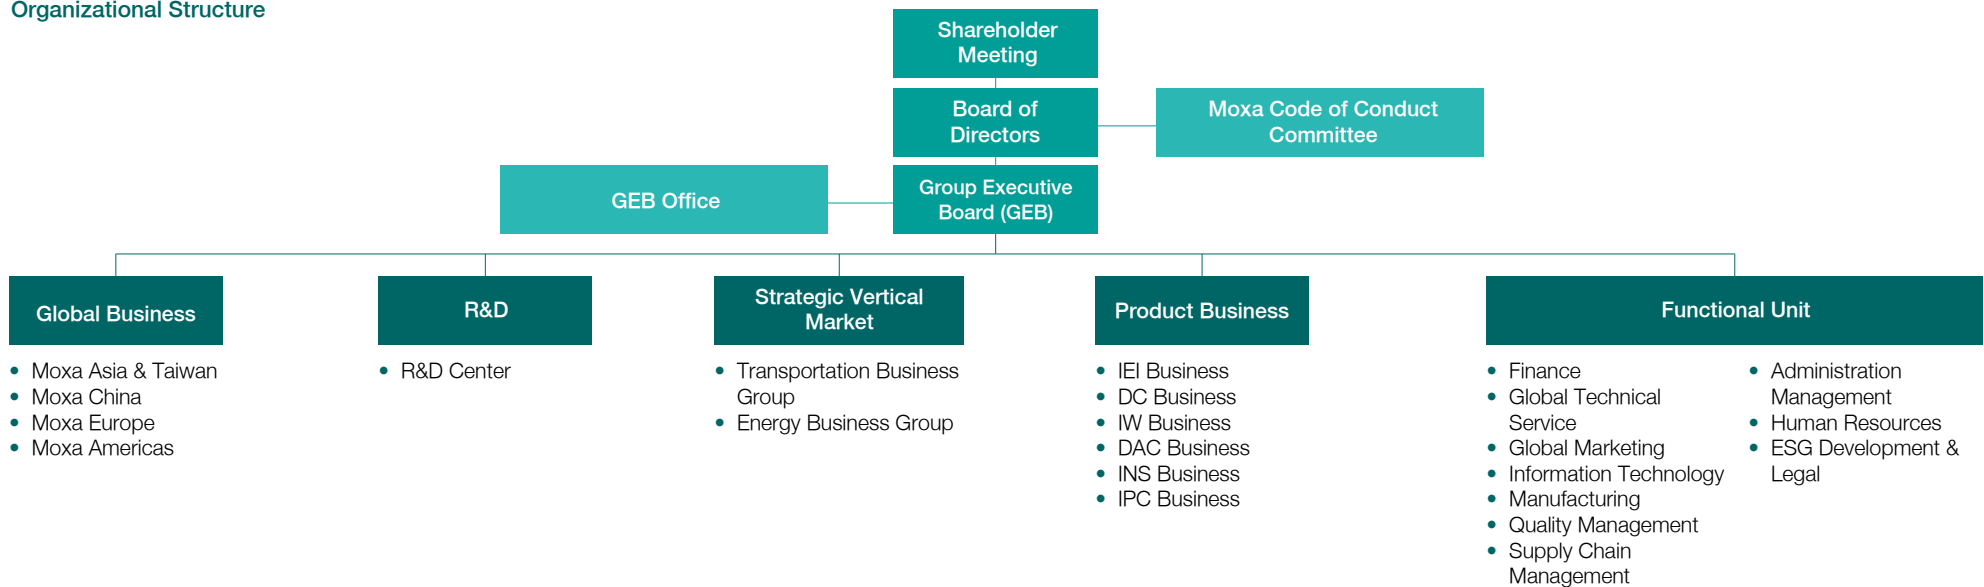 Organizational Structure
Shareholder
Meeting
Board of
Directors
Moxa Code of Conduct
Committee
GEB Office
Group Executive
Board (GEB)
Global Business
• Moxa Asia & Taiwan
• Moxa China
• Moxa Europe
• Moxa Americas
R&D
• R&D Center
Strategic Vertical
Market
• Transportation Business
Group
• Energy Business Group
Product Business
• IEI Business
• DC Business
• IW Business
• DAC Business
• INS Business
• IPC Business
Functional Unit
• Finance
• Global Technical
Service
• Global Marketing
• Information Technology
• Manufacturing
• Quality Management
• Supply Chain
Management
• Administration
Management
• Human Resources
• ESG Development &
Legal